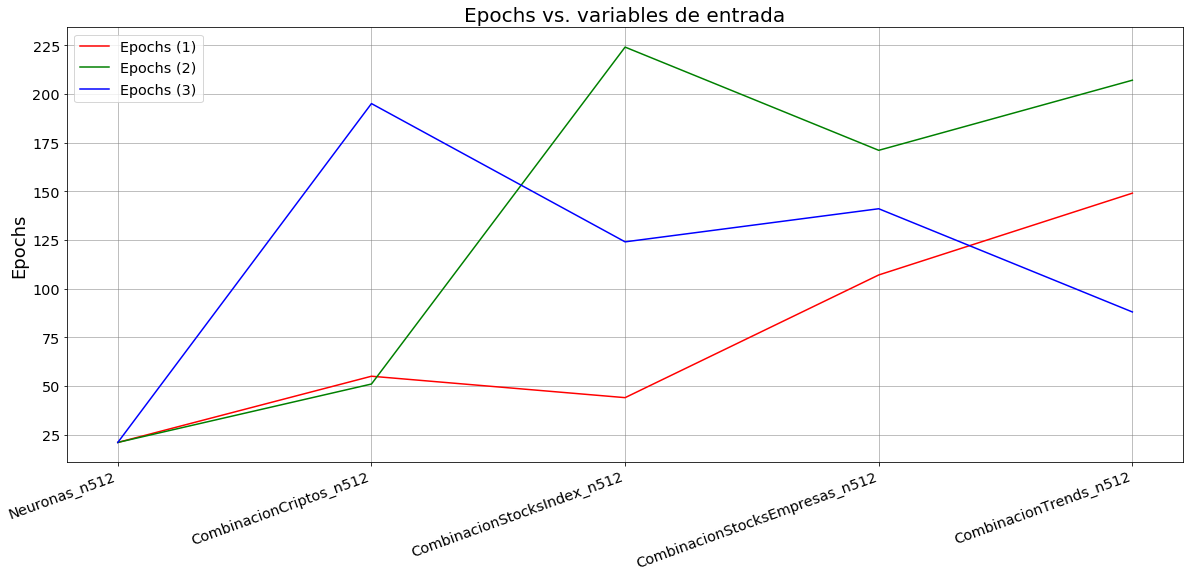 Epochs vs. variables de entrada
Epochs (1)
Epochs (2)
Epochs (3)
Epochs
225
200
175
150
125
100
75
50
25
Neuronas_n512
CombinacionCriptos_n512
CombinacionStocksIndex_n512
CombinacionStocksEmpresas_n512
CombinacionTrends_n512